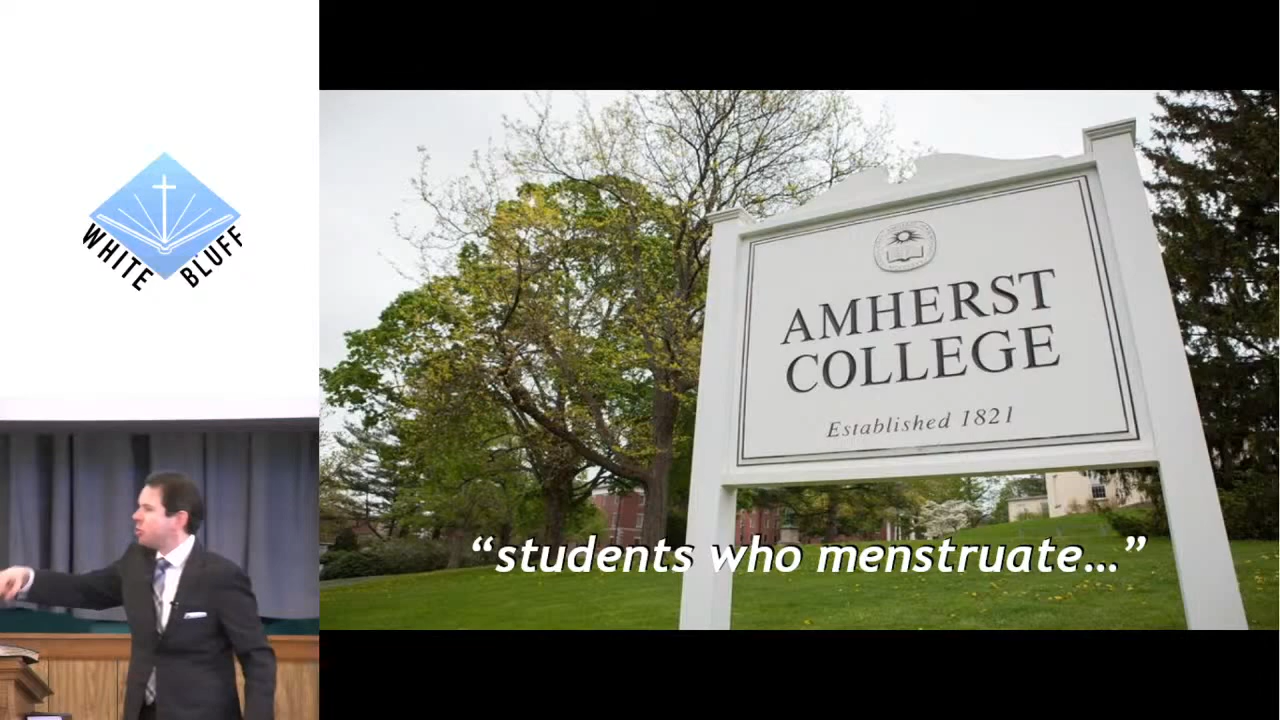 WHITE
BLUFF
AMHERST
COLLEGE
Established 1821
“students who menstruate...”